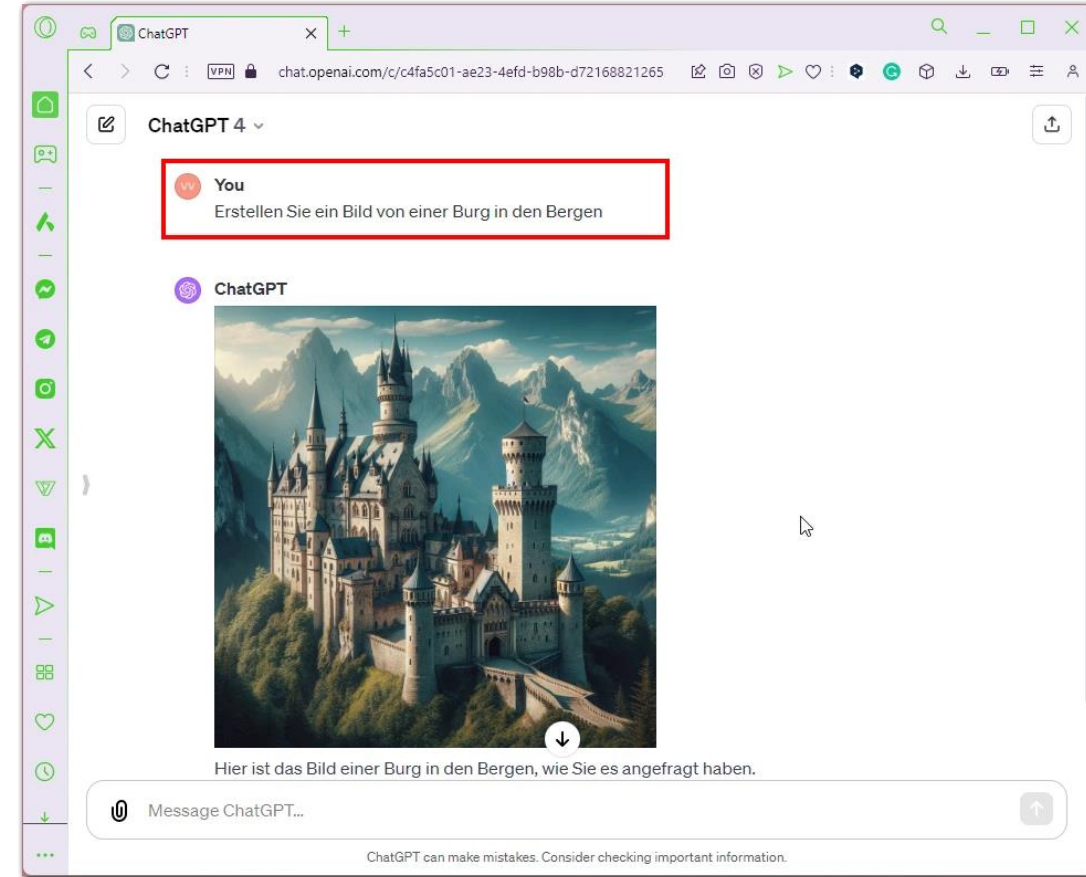 ChatGPT
VPN
chat.openai.com/c/c4fa5c01-ae23-4efd-b98b-d72168821265
ChatGPT 4
VV
You
Erstellen Sie ein Bild von einer Burg in den Bergen
ChatGPT
Hier ist das Bild einer Burg in den Bergen, wie Sie es angefragt haben.
Message ChatGPT...
ChatGPT can make mistakes. Consider checking important information.